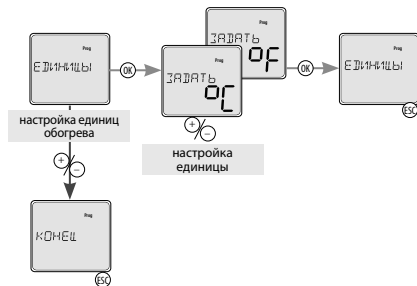 Prog
ЕДИНИЦЫ
OK
Prog
ЗАДАТЬ
°F
Prog
ЗАДАТЬ
°C
OK
Prog
ЕДИНИЦЫ
ESC
настройка единиц
обогрева
+ / −
настройка
единицы
+ / −
Prog
КОНЕЦ
ESC